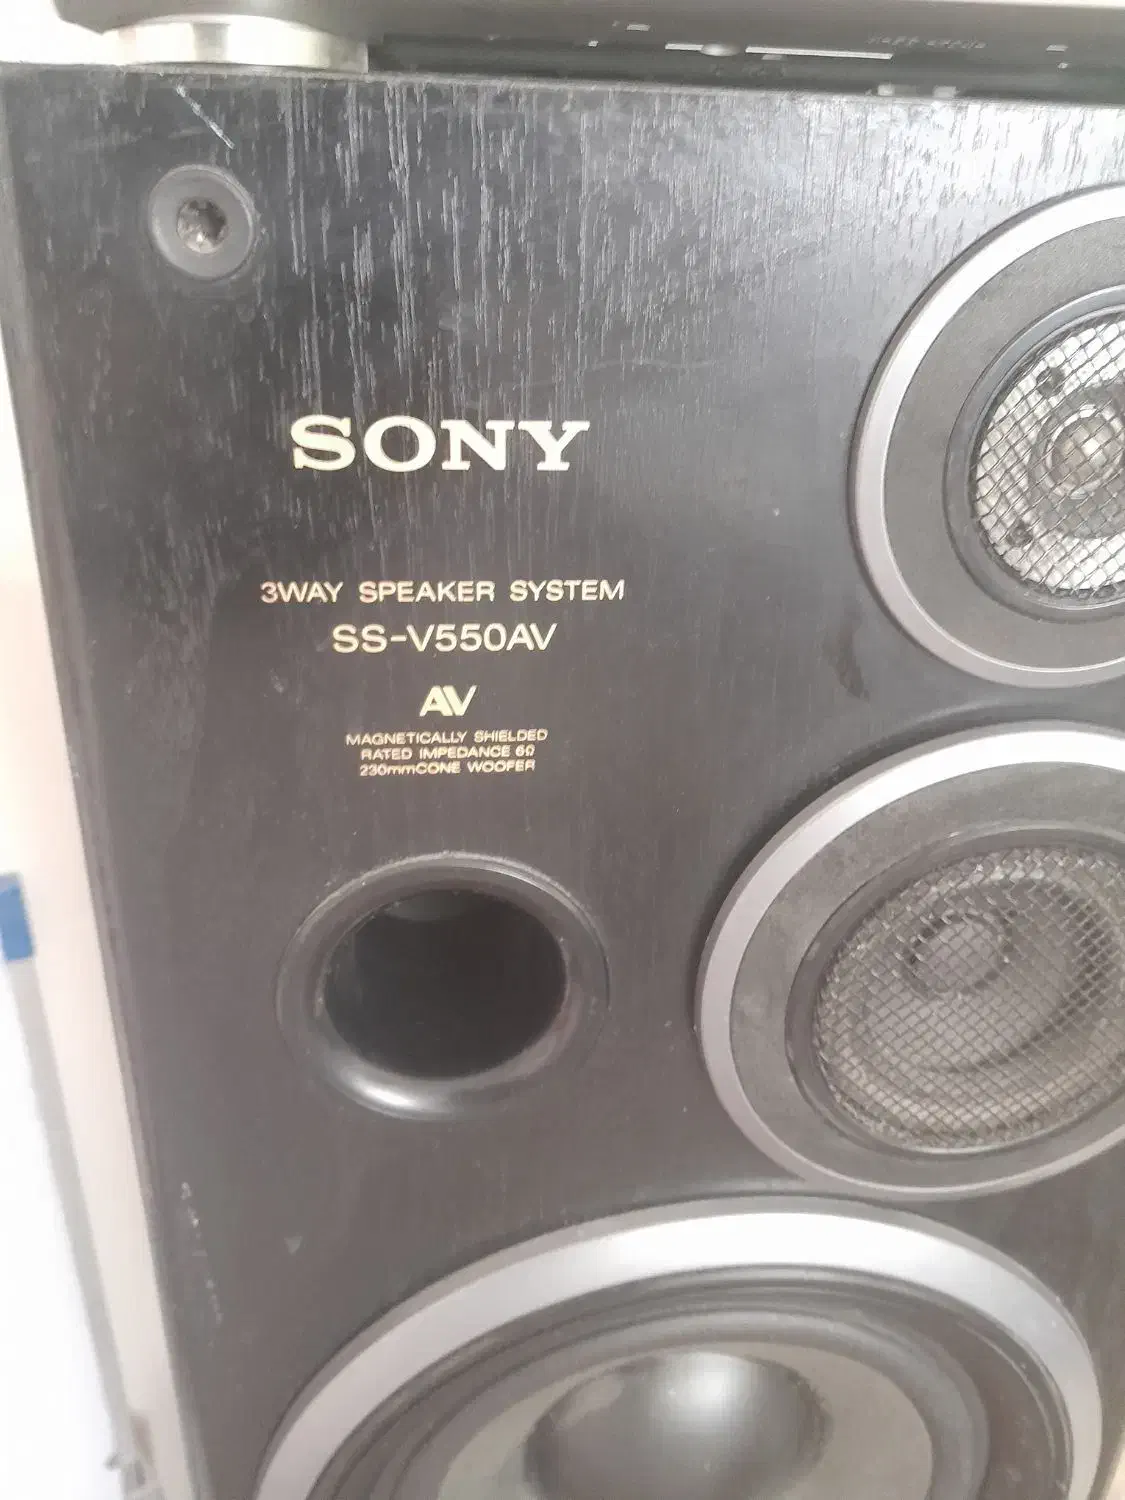 SONY
3WAY SPEAKER SYSTEM
SS-V550AV
AV
MAGNETICALLY SHIELDED
RATED IMPEDANCE 6Ω
230mmCONE WOOFER